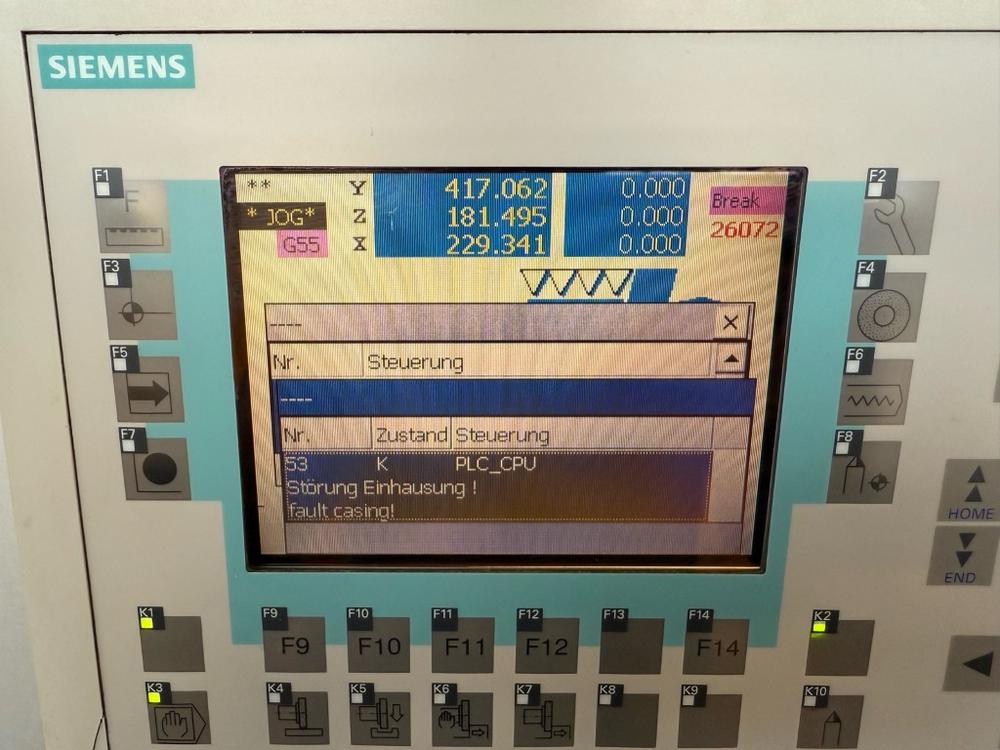 SIEMENS
F1
F
F2
** Y 417.062 0.000 Break
* JOG* Z 181.495 0.000 26072
G55 X 229.341 0.000
F3
F4
---- X
Nr. Steuerung
F5
F6
----
Nr. Zustand Steuerung
53 K PLC_CPU
Störung Einhausung !
fault casing!
F7
F8
HOME
END
K1 F9 F10 F11 F12 F13 F14 K2
F9 F10 F11 F12 F14
K3 K4 K5 K6 K7 K8 K9 K10